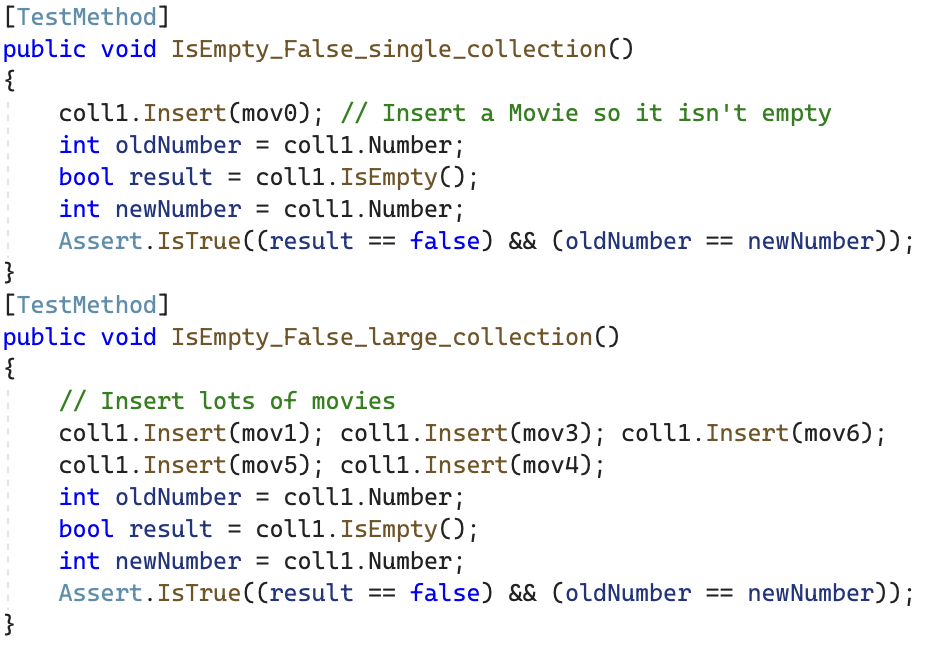 [TestMethod]
public void IsEmpty_False_single_collection()
{
    coll1.Insert(mov0); // Insert a Movie so it isn't empty
    int oldNumber = coll1.Number;
    bool result = coll1.IsEmpty();
    int newNumber = coll1.Number;
    Assert.IsTrue((result == false) && (oldNumber == newNumber));
}
[TestMethod]
public void IsEmpty_False_large_collection()
{
    // Insert lots of movies
    coll1.Insert(mov1); coll1.Insert(mov3); coll1.Insert(mov6);
    coll1.Insert(mov5); coll1.Insert(mov4);
    int oldNumber = coll1.Number;
    bool result = coll1.IsEmpty();
    int newNumber = coll1.Number;
    Assert.IsTrue((result == false) && (oldNumber == newNumber));
}